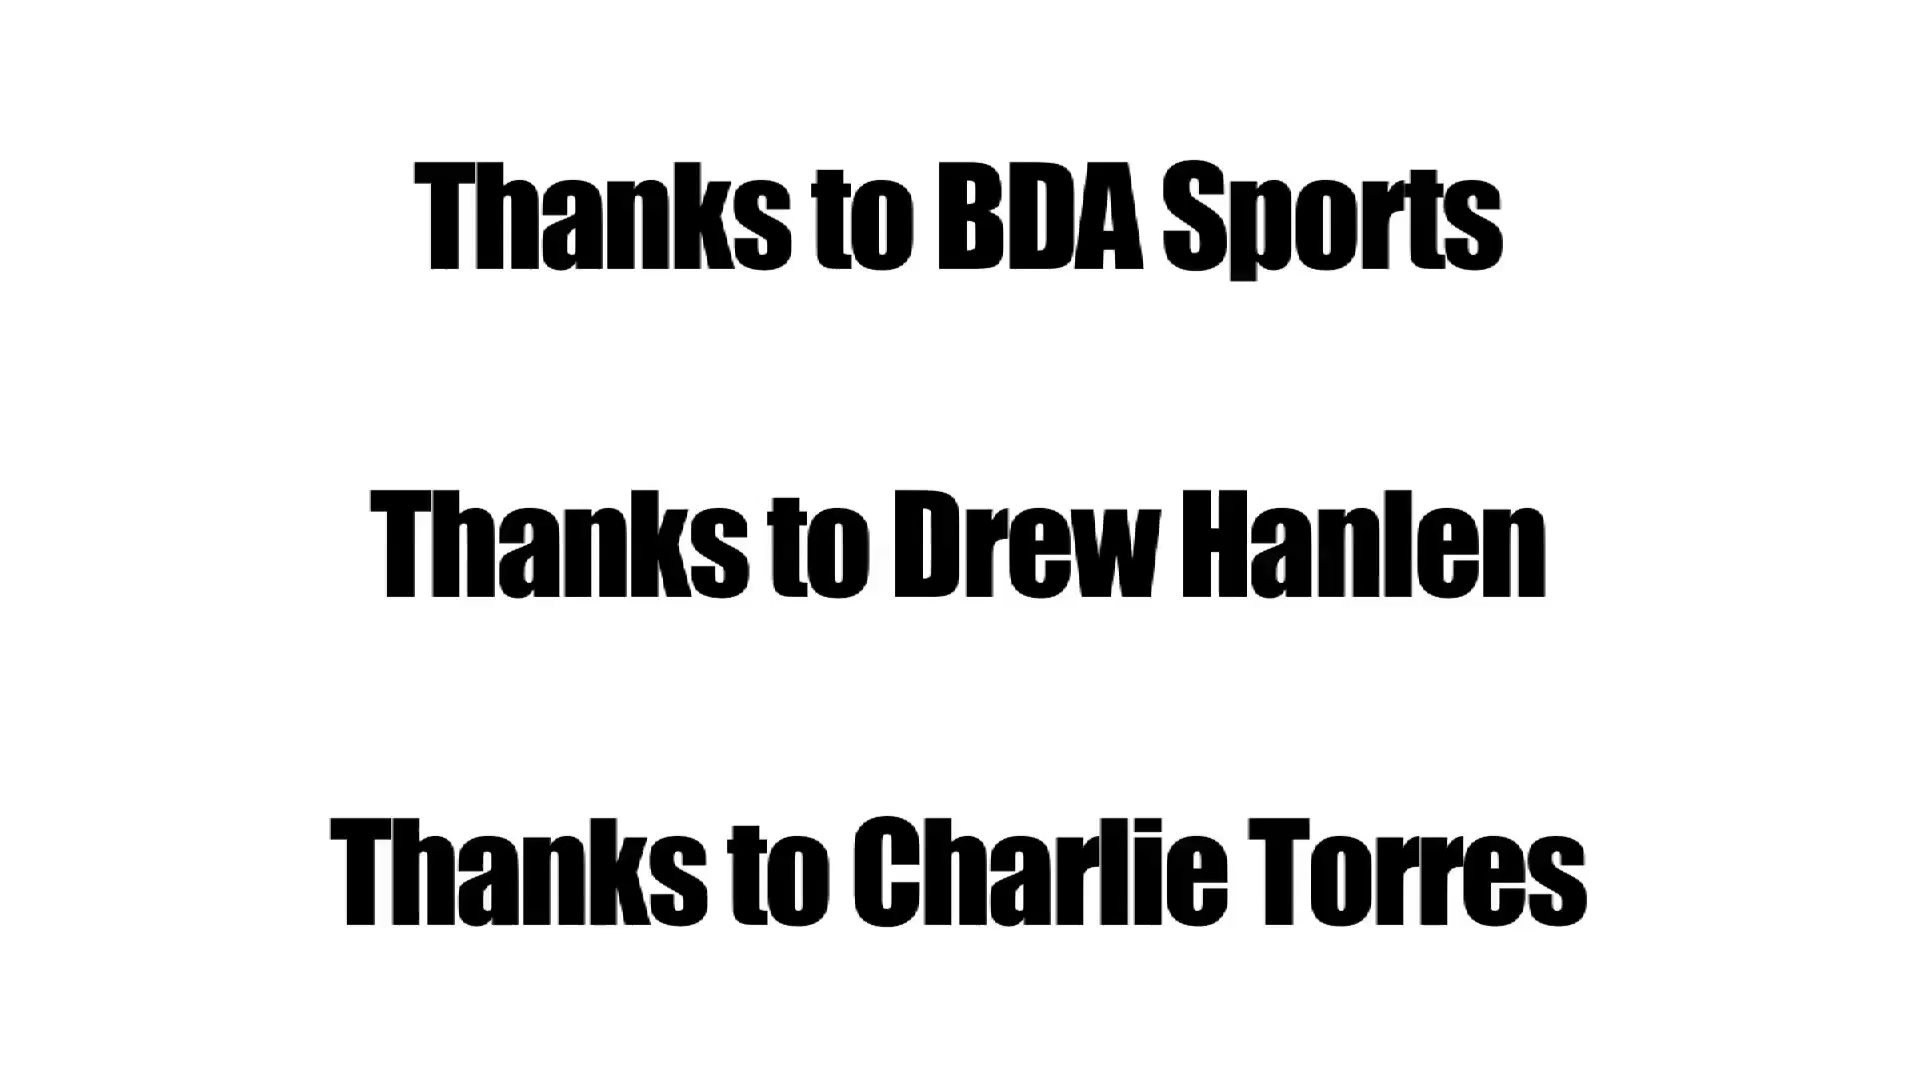 Thanks to BDA Sports
Thanks to Drew Hanlen
Thanks to Charlie Torres